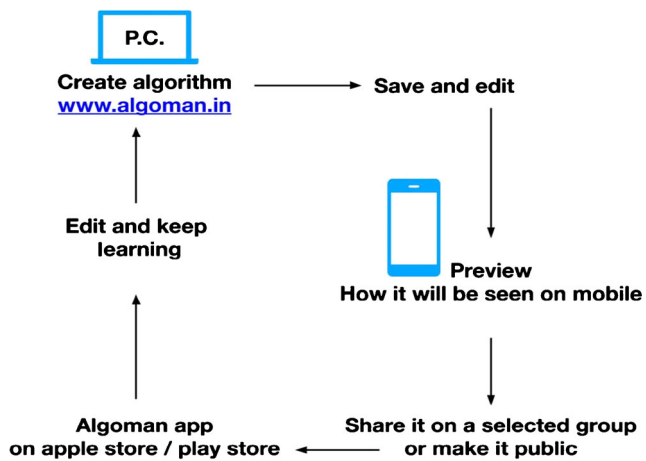 P.C.
Create algorithm
www.algoman.in
Save and edit
Preview
How it will be seen on mobile
Share it on a selected group
or make it public
Algoman app
on apple store / play store
Edit and keep
learning